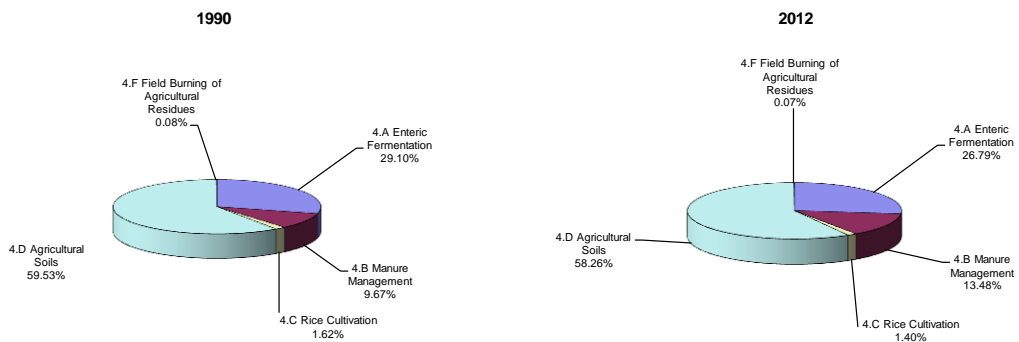 1990
4.F Field Burning of
Agricultural
Residues
0.08%
4.A Enteric
Fermentation
29.10%
4.D Agricultural
Soils
59.53%
4.B Manure
Management
9.67%
4.C Rice Cultivation
1.62%
2012
4.F Field Burning of
Agricultural
Residues
0.07%
4.A Enteric
Fermentation
26.79%
4.D Agricultural
Soils
58.26%
4.B Manure
Management
13.48%
4.C Rice Cultivation
1.40%